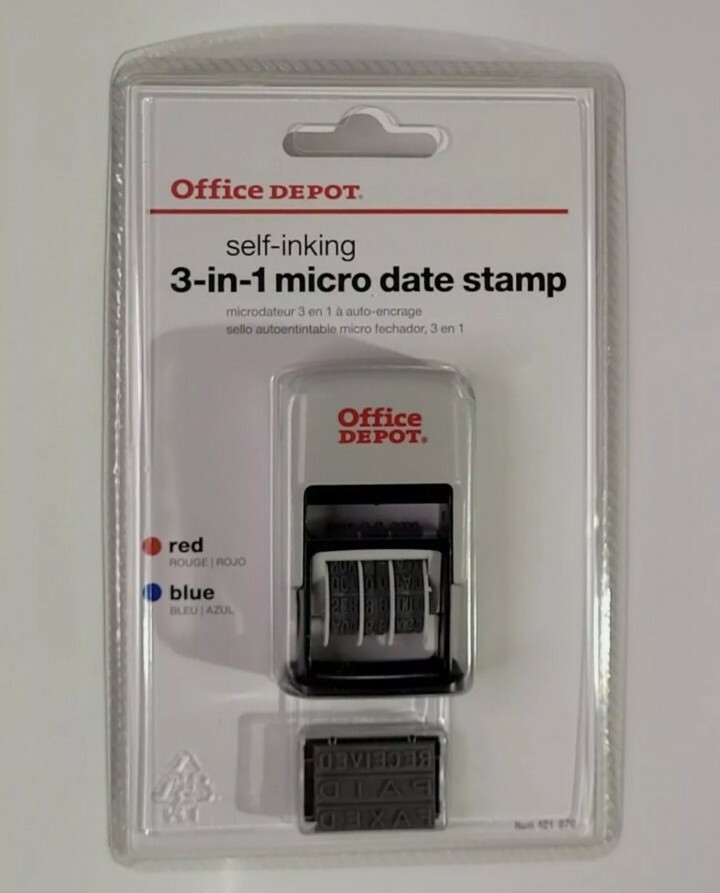 Office DEPOT.
self-inking
3-in-1 micro date stamp
microdateur 3 en 1 à auto-encrage
sello autoentintable micro fechador, 3 en 1
Office
DEPOT®
red
ROUGE | ROJO
blue
BLEU | AZUL
RECEIVED
PAID
FAXED